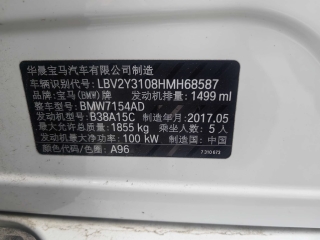 华晨宝马汽车有限公司制造
车辆识别代号: LBV2Y3108HMH68587
品牌: 宝马(BMW)牌 发动机排量: 1499 ml
整车型号: BMW7154AD
发动机型号: B38A15C 制造年月: 2017.05
最大允许总质量: 1855 kg 乘坐人数: 5 人
发动机最大净功率: 100 kW 制造国: 中国
颜色代码/色圈: A96
7 310 673